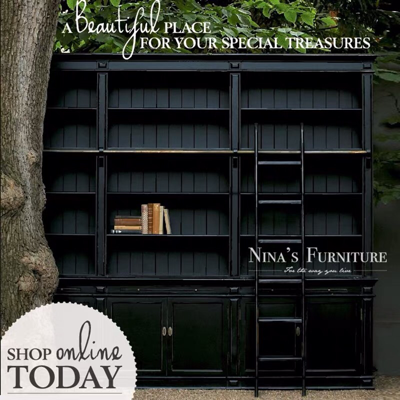 A Beautiful PLACE
FOR YOUR SPECIAL TREASURES
NINA'S FURNITURE
For the way you live
SHOP online
TODAY